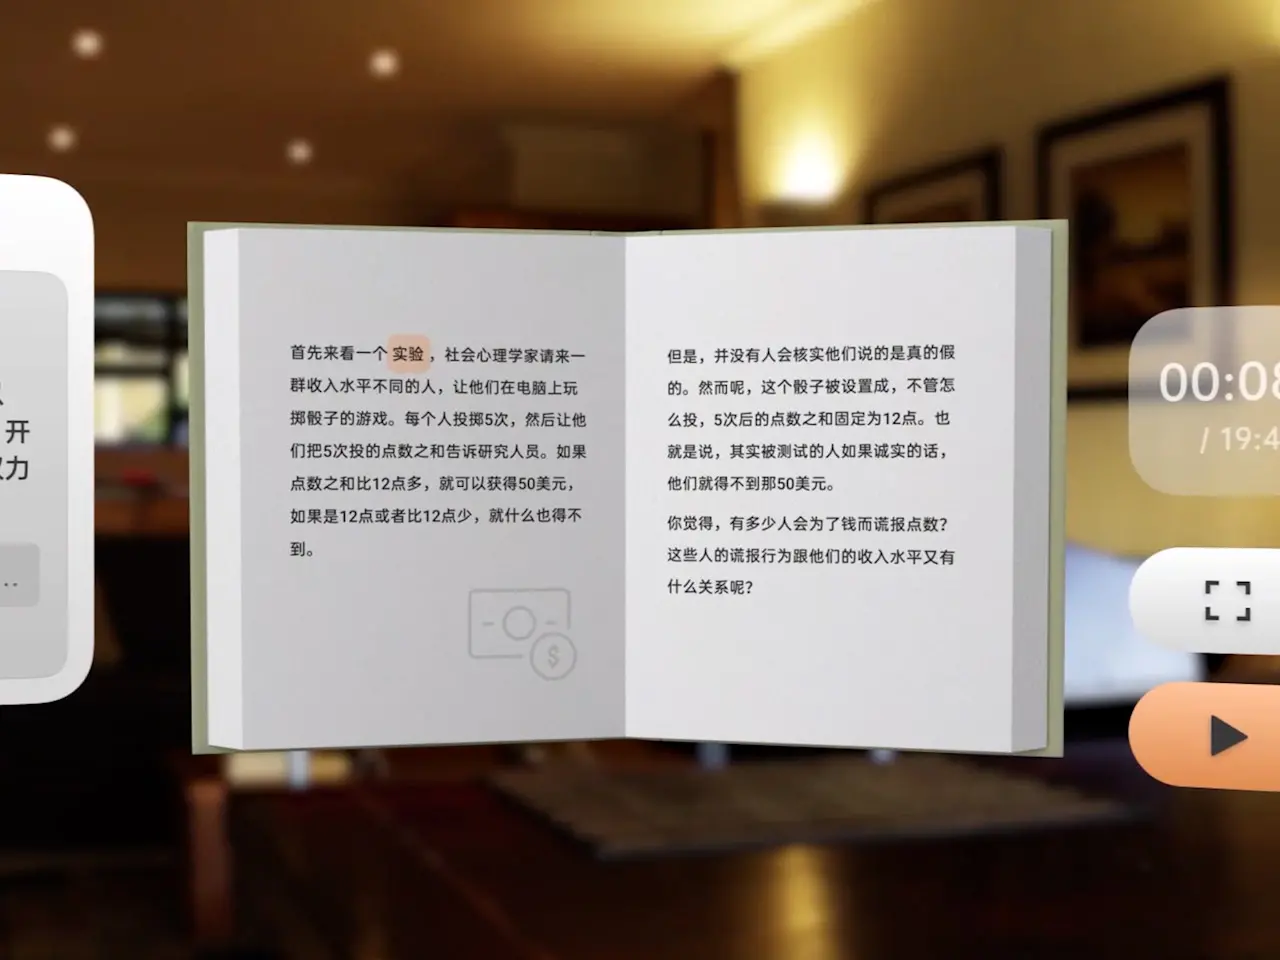 开
力
..
首先来看一个 实验 ，社会心理学家请来一
群收入水平不同的人，让他们在电脑上玩
掷骰子的游戏。每个人投掷5次，然后让他
们把5次投的点数之和告诉研究人员。如果
点数之和比12点多，就可以获得50美元，
如果是12点或者比12点少，就什么也得不
到。
$
但是，并没有人会核实他们说的是真的假
的。然而呢，这个骰子被设置成，不管怎
么投，5次后的点数之和固定为12点。也
就是说，其实被测试的人如果诚实的话，
他们就得不到那50美元。
你觉得，有多少人会为了钱而谎报点数？
这些人的谎报行为跟他们的收入水平又有
什么关系呢？
00:08
/ 19:4